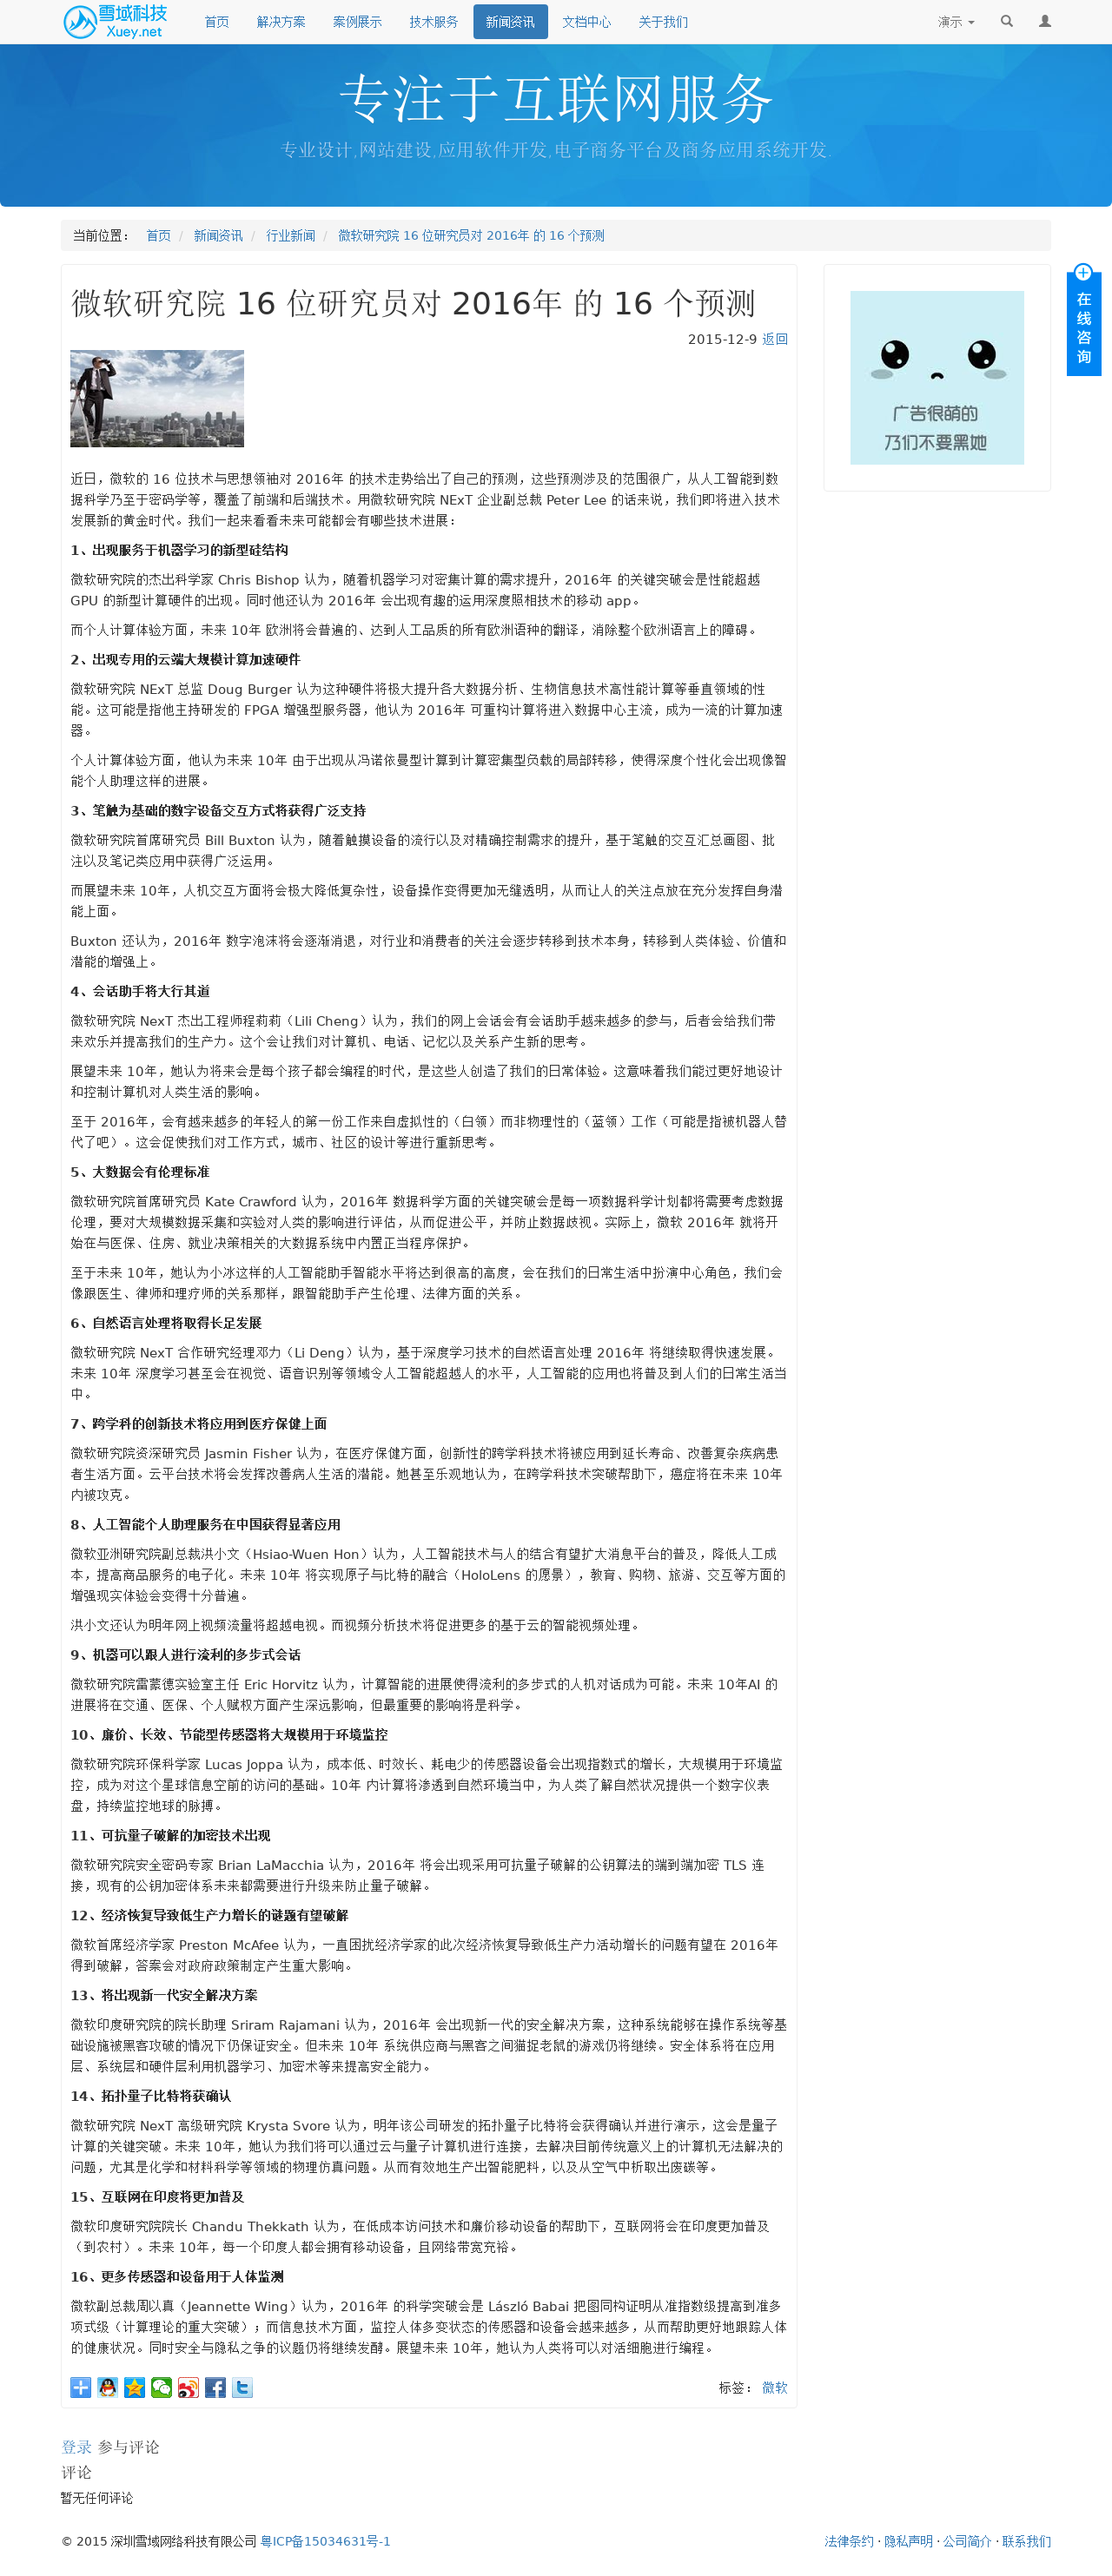 雪域科技
Xuey.net
首页 解决方案 案例展示 技术服务 新闻资讯 文档中心 关于我们 演示
专注于互联网服务
专业设计,网站建设,应用软件开发,电子商务平台及商务应用系统开发.
当前位置： 首页 / 新闻资讯 / 行业新闻 / 微软研究院 16 位研究员对 2016年 的 16 个预测
微软研究院 16 位研究员对 2016年 的 16 个预测
2015-12-9 返回
近日，微软的 16 位技术与思想领袖对 2016年 的技术走势给出了自己的预测，这些预测涉及的范围很广，从人工智能到数
据科学乃至于密码学等，覆盖了前端和后端技术。用微软研究院 NExT 企业副总裁 Peter Lee 的话来说，我们即将进入技术
发展新的黄金时代。我们一起来看看未来可能都会有哪些技术进展：
1、出现服务于机器学习的新型硅结构
微软研究院的杰出科学家 Chris Bishop 认为，随着机器学习对密集计算的需求提升，2016年 的关键突破会是性能超越
GPU 的新型计算硬件的出现。同时他还认为 2016年 会出现有趣的运用深度照相技术的移动 app。
而个人计算体验方面，未来 10年 欧洲将会普遍的、达到人工品质的所有欧洲语种的翻译，消除整个欧洲语言上的障碍。
2、出现专用的云端大规模计算加速硬件
微软研究院 NExT 总监 Doug Burger 认为这种硬件将极大提升各大数据分析、生物信息技术高性能计算等垂直领域的性
能。这可能是指他主持研发的 FPGA 增强型服务器，他认为 2016年 可重构计算将进入数据中心主流，成为一流的计算加速
器。
个人计算体验方面，他认为未来 10年 由于出现从冯诺依曼型计算到计算密集型负载的局部转移，使得深度个性化会出现像智
能个人助理这样的进展。
3、笔触为基础的数字设备交互方式将获得广泛支持
微软研究院首席研究员 Bill Buxton 认为，随着触摸设备的流行以及对精确控制需求的提升，基于笔触的交互汇总画图、批
注以及笔记类应用中获得广泛运用。
而展望未来 10年，人机交互方面将会极大降低复杂性，设备操作变得更加无缝透明，从而让人的关注点放在充分发挥自身潜
能上面。
Buxton 还认为，2016年 数字泡沫将会逐渐消退，对行业和消费者的关注会逐步转移到技术本身，转移到人类体验、价值和
潜能的增强上。
4、会话助手将大行其道
微软研究院 NexT 杰出工程师程莉莉（Lili Cheng）认为，我们的网上会话会有会话助手越来越多的参与，后者会给我们带
来欢乐并提高我们的生产力。这个会让我们对计算机、电话、记忆以及关系产生新的思考。
展望未来 10年，她认为将来会是每个孩子都会编程的时代，是这些人创造了我们的日常体验。这意味着我们能过更好地设计
和控制计算机对人类生活的影响。
至于 2016年，会有越来越多的年轻人的第一份工作来自虚拟性的（白领）而非物理性的（蓝领）工作（可能是指被机器人替
代了吧）。这会促使我们对工作方式，城市、社区的设计等进行重新思考。
5、大数据会有伦理标准
微软研究院首席研究员 Kate Crawford 认为，2016年 数据科学方面的关键突破会是每一项数据科学计划都将需要考虑数据
伦理，要对大规模数据采集和实验对人类的影响进行评估，从而促进公平，并防止数据歧视。实际上，微软 2016年 就将开
始在与医保、住房、就业决策相关的大数据系统中内置正当程序保护。
至于未来 10年，她认为小冰这样的人工智能助手智能水平将达到很高的高度，会在我们的日常生活中扮演中心角色，我们会
像跟医生、律师和理疗师的关系那样，跟智能助手产生伦理、法律方面的关系。
6、自然语言处理将取得长足发展
微软研究院 NexT 合作研究经理邓力（Li Deng）认为，基于深度学习技术的自然语言处理 2016年 将继续取得快速发展。
未来 10年 深度学习甚至会在视觉、语音识别等领域令人工智能超越人的水平，人工智能的应用也将普及到人们的日常生活当
中。
7、跨学科的创新技术将应用到医疗保健上面
微软研究院资深研究员 Jasmin Fisher 认为，在医疗保健方面，创新性的跨学科技术将被应用到延长寿命、改善复杂疾病患
者生活方面。云平台技术将会发挥改善病人生活的潜能。她甚至乐观地认为，在跨学科技术突破帮助下，癌症将在未来 10年
内被攻克。
8、人工智能个人助理服务在中国获得显著应用
微软亚洲研究院副总裁洪小文（Hsiao-Wuen Hon）认为，人工智能技术与人的结合有望扩大消息平台的普及，降低人工成
本，提高商品服务的电子化。未来 10年 将实现原子与比特的融合（HoloLens 的愿景），教育、购物、旅游、交互等方面的
增强现实体验会变得十分普遍。
洪小文还认为明年网上视频流量将超越电视。而视频分析技术将促进更多的基于云的智能视频处理。
9、机器可以跟人进行流利的多步式会话
微软研究院雷蒙德实验室主任 Eric Horvitz 认为，计算智能的进展使得流利的多步式的人机对话成为可能。未来 10年AI 的
进展将在交通、医保、个人赋权方面产生深远影响，但最重要的影响将是科学。
10、廉价、长效、节能型传感器将大规模用于环境监控
微软研究院环保科学家 Lucas Joppa 认为，成本低、时效长、耗电少的传感器设备会出现指数式的增长，大规模用于环境监
控，成为对这个星球信息空前的访问的基础。10年 内计算将渗透到自然环境当中，为人类了解自然状况提供一个数字仪表
盘，持续监控地球的脉搏。
11、可抗量子破解的加密技术出现
微软研究院安全密码专家 Brian LaMacchia 认为，2016年 将会出现采用可抗量子破解的公钥算法的端到端加密 TLS 连
接，现有的公钥加密体系未来都需要进行升级来防止量子破解。
12、经济恢复导致低生产力增长的谜题有望破解
微软首席经济学家 Preston McAfee 认为，一直困扰经济学家的此次经济恢复导致低生产力活动增长的问题有望在 2016年
得到破解，答案会对政府政策制定产生重大影响。
13、将出现新一代安全解决方案
微软印度研究院的院长助理 Sriram Rajamani 认为，2016年 会出现新一代的安全解决方案，这种系统能够在操作系统等基
础设施被黑客攻破的情况下仍保证安全。但未来 10年 系统供应商与黑客之间猫捉老鼠的游戏仍将继续。安全体系将在应用
层、系统层和硬件层利用机器学习、加密术等来提高安全能力。
14、拓扑量子比特将获确认
微软研究院 NexT 高级研究院 Krysta Svore 认为，明年该公司研发的拓扑量子比特将会获得确认并进行演示，这会是量子
计算的关键突破。未来 10年，她认为我们将可以通过云与量子计算机进行连接，去解决目前传统意义上的计算机无法解决的
问题，尤其是化学和材料科学等领域的物理仿真问题。从而有效地生产出智能肥料，以及从空气中析取出废碳等。
15、互联网在印度将更加普及
微软印度研究院院长 Chandu Thekkath 认为，在低成本访问技术和廉价移动设备的帮助下，互联网将会在印度更加普及
（到农村）。未来 10年，每一个印度人都会拥有移动设备，且网络带宽充裕。
16、更多传感器和设备用于人体监测
微软副总裁周以真（Jeannette Wing）认为，2016年 的科学突破会是 László Babai 把图同构证明从准指数级提高到准多
项式级（计算理论的重大突破），而信息技术方面，监控人体多变状态的传感器和设备会越来越多，从而帮助更好地跟踪人体
的健康状况。同时安全与隐私之争的议题仍将继续发酵。展望未来 10年，她认为人类将可以对活细胞进行编程。
标签： 微软
广告很萌的
乃们不要黑她
在线咨询
登录 参与评论
评论
暂无任何评论
© 2015 深圳雪域网络科技有限公司 粤ICP备15034631号-1
法律条约 · 隐私声明 · 公司简介 · 联系我们